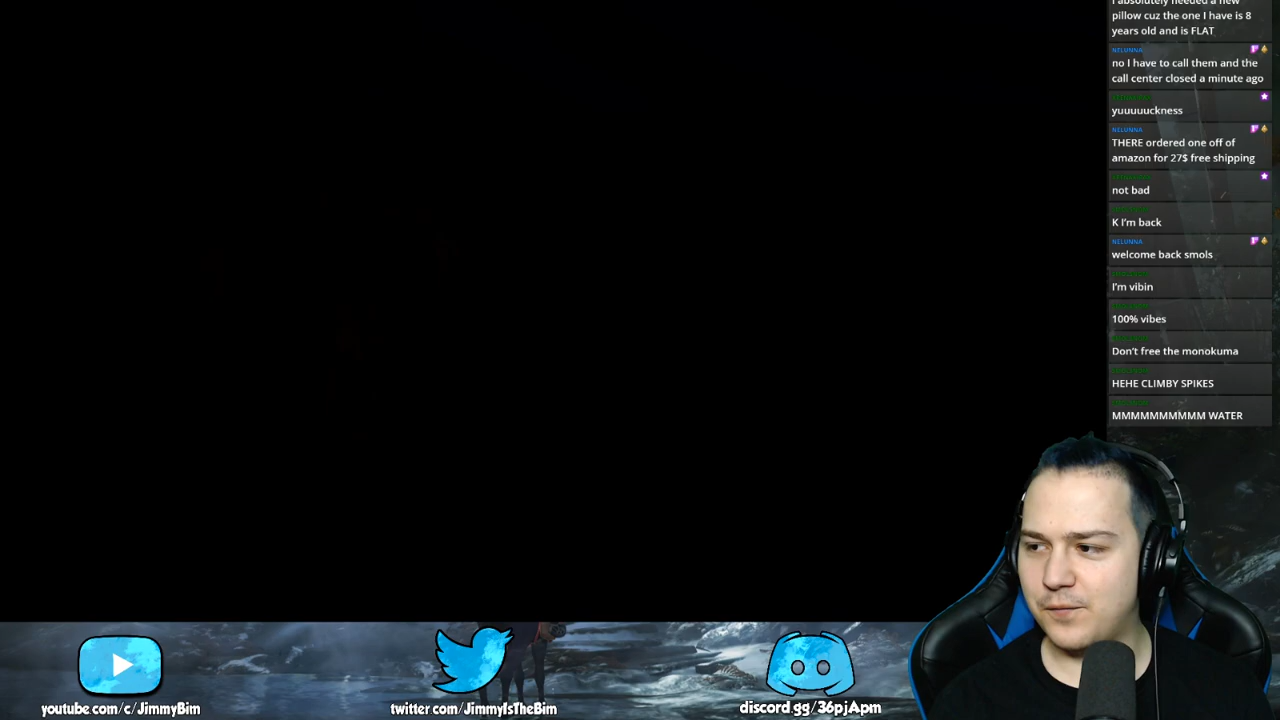 I absolutely needed a new
pillow cuz the one I have is 8
years old and is FLAT
NELUNNA
no I have to call them and the
call center closed a minute ago
yuuuuuckness
NELUNNA
THERE ordered one off of
amazon for 27$ free shipping
not bad
K I'm back
NELUNNA
welcome back smols
I'm vibin
100% vibes
Don't free the monokuma
HEHE CLIMBY SPIKES
MMMMMMMMMM WATER
youtube.com/c/JimmyBim
twitter.com/JimmyIsTheBim
discord.gg/36pjApm